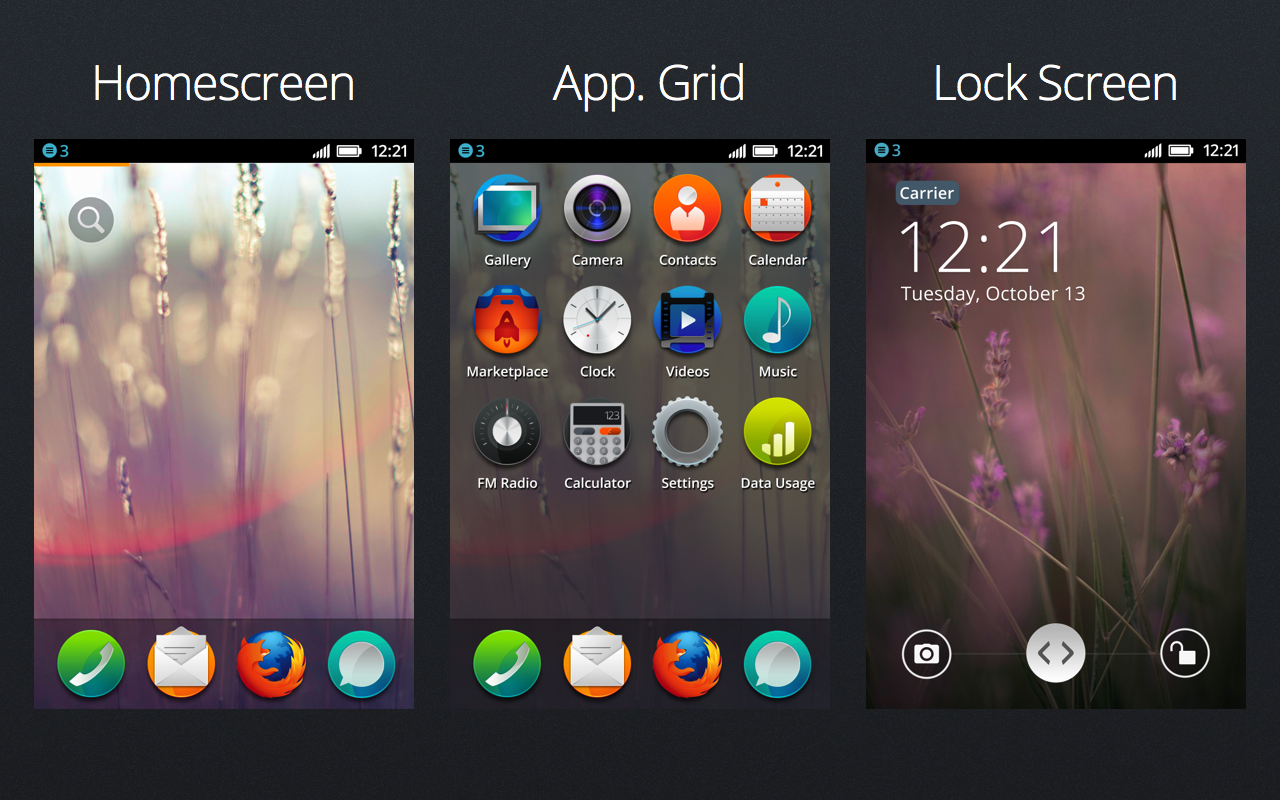 Homescreen
App. Grid
Lock Screen
3 12:21
3 12:21
Gallery Camera Contacts Calendar
Marketplace Clock Videos Music
123
FM Radio Calculator Settings Data Usage
3 12:21
Carrier
12:21
Tuesday, October 13